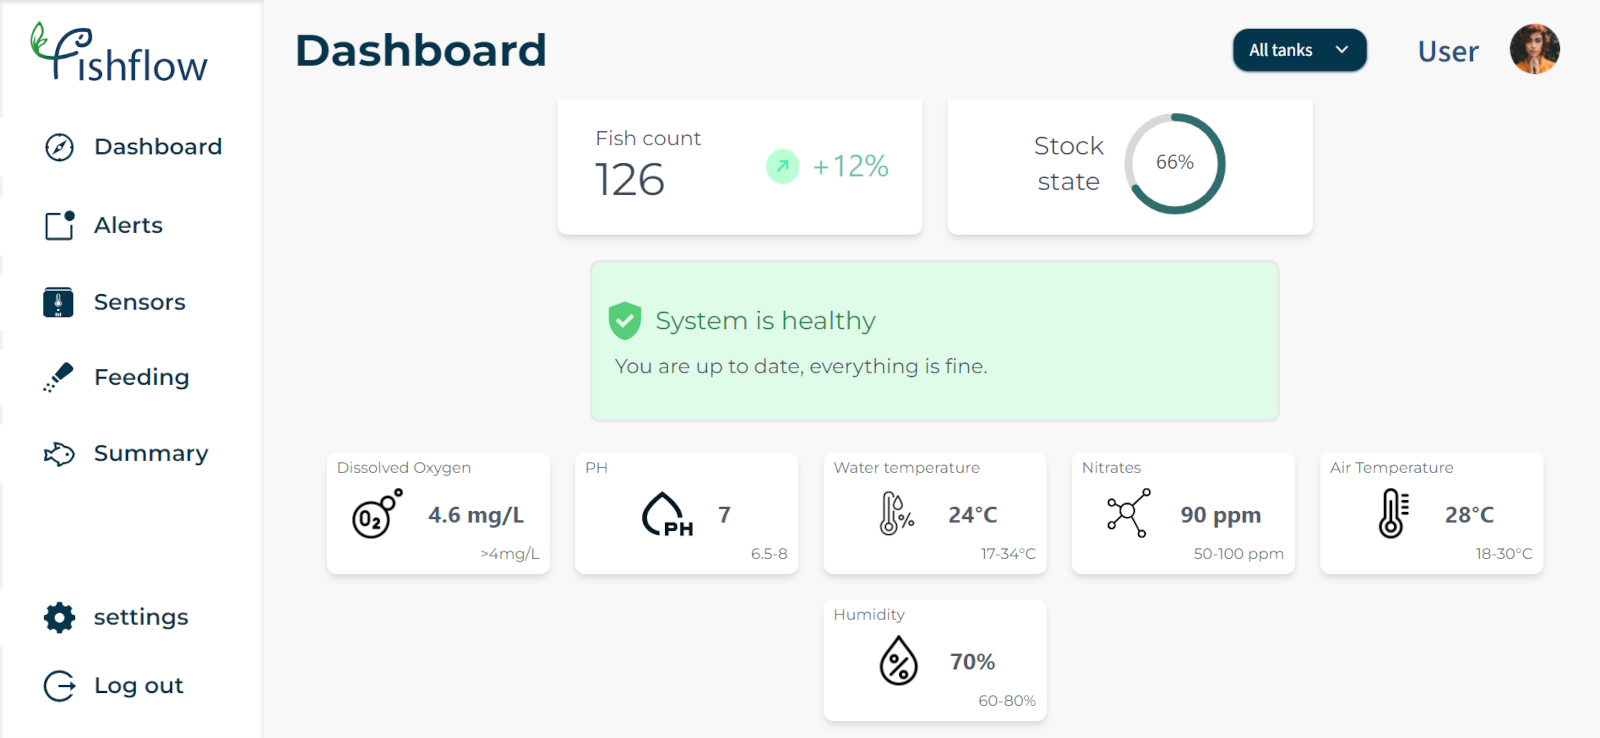 Fishflow
Dashboard
Alerts
Sensors
Feeding
Summary
settings
Log out
Dashboard
All tanks
User
Fish count
126
+12%
Stock
state
66%
System is healthy
You are up to date, everything is fine.
Dissolved Oxygen
O2
4.6 mg/L
>4mg/L
PH
PH
7
6.5-8
Water temperature
%
24°C
17-34°C
Nitrates
90 ppm
50-100 ppm
Air Temperature
28°C
18-30°C
Humidity
%
70%
60-80%